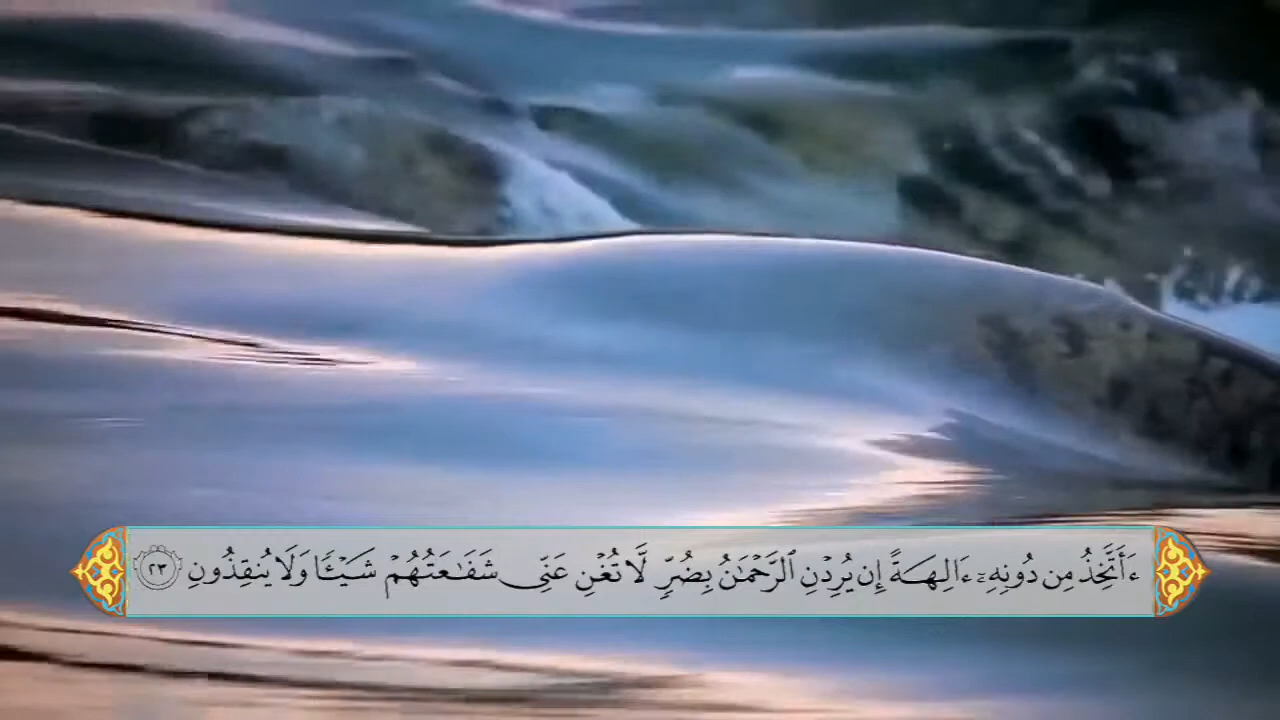 ءَأَتَّخِذُ مِن دُونِهِۦٓ ءَالِهَةً إِن يُرِدْنِ ٱلرَّحْمَـٰنُ بِضُرٍّ لَّا تُغْنِ عَنِّى شَفَـٰعَتُهُمْ شَيْـًٔا وَلَا يُنقِذُونِ ٢٣